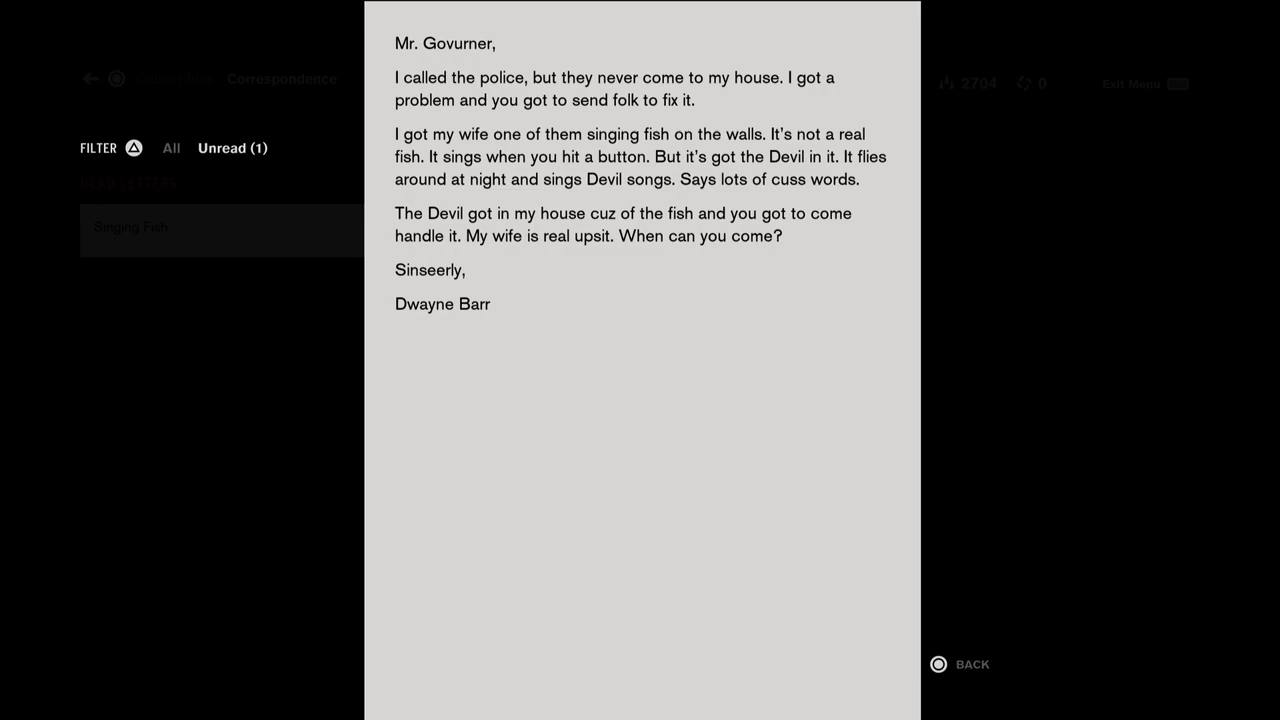 Collectibles Correspondence
2704 0 Exit Menu
FILTER All Unread (1)
DEAD LETTERS
Singing Fish
Mr. Govurner,
I called the police, but they never come to my house. I got a
problem and you got to send folk to fix it.
I got my wife one of them singing fish on the walls. It's not a real
fish. It sings when you hit a button. But it's got the Devil in it. It flies
around at night and sings Devil songs. Says lots of cuss words.
The Devil got in my house cuz of the fish and you got to come
handle it. My wife is real upsit. When can you come?
Sinseerly,
Dwayne Barr
BACK